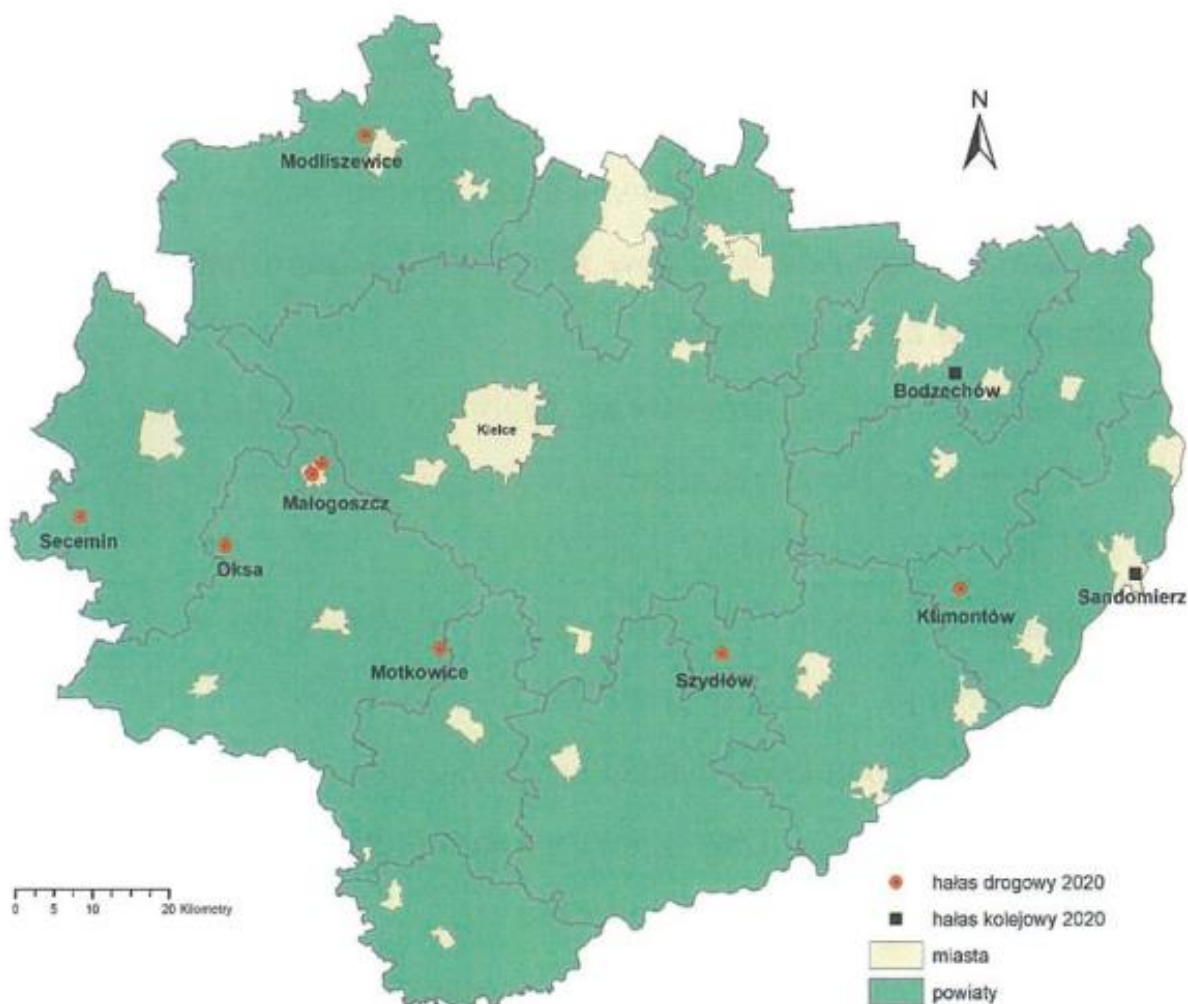 N
Modliszewice
Bodzechów
Kielce
Małogoszcz
Secemin
Oksa
Sandomierz
Klimontów
Motkowice
Szydłów
hałas drogowy 2020
0 5 10 20 Kilometry
hałas kolejowy 2020
miasta
powiaty